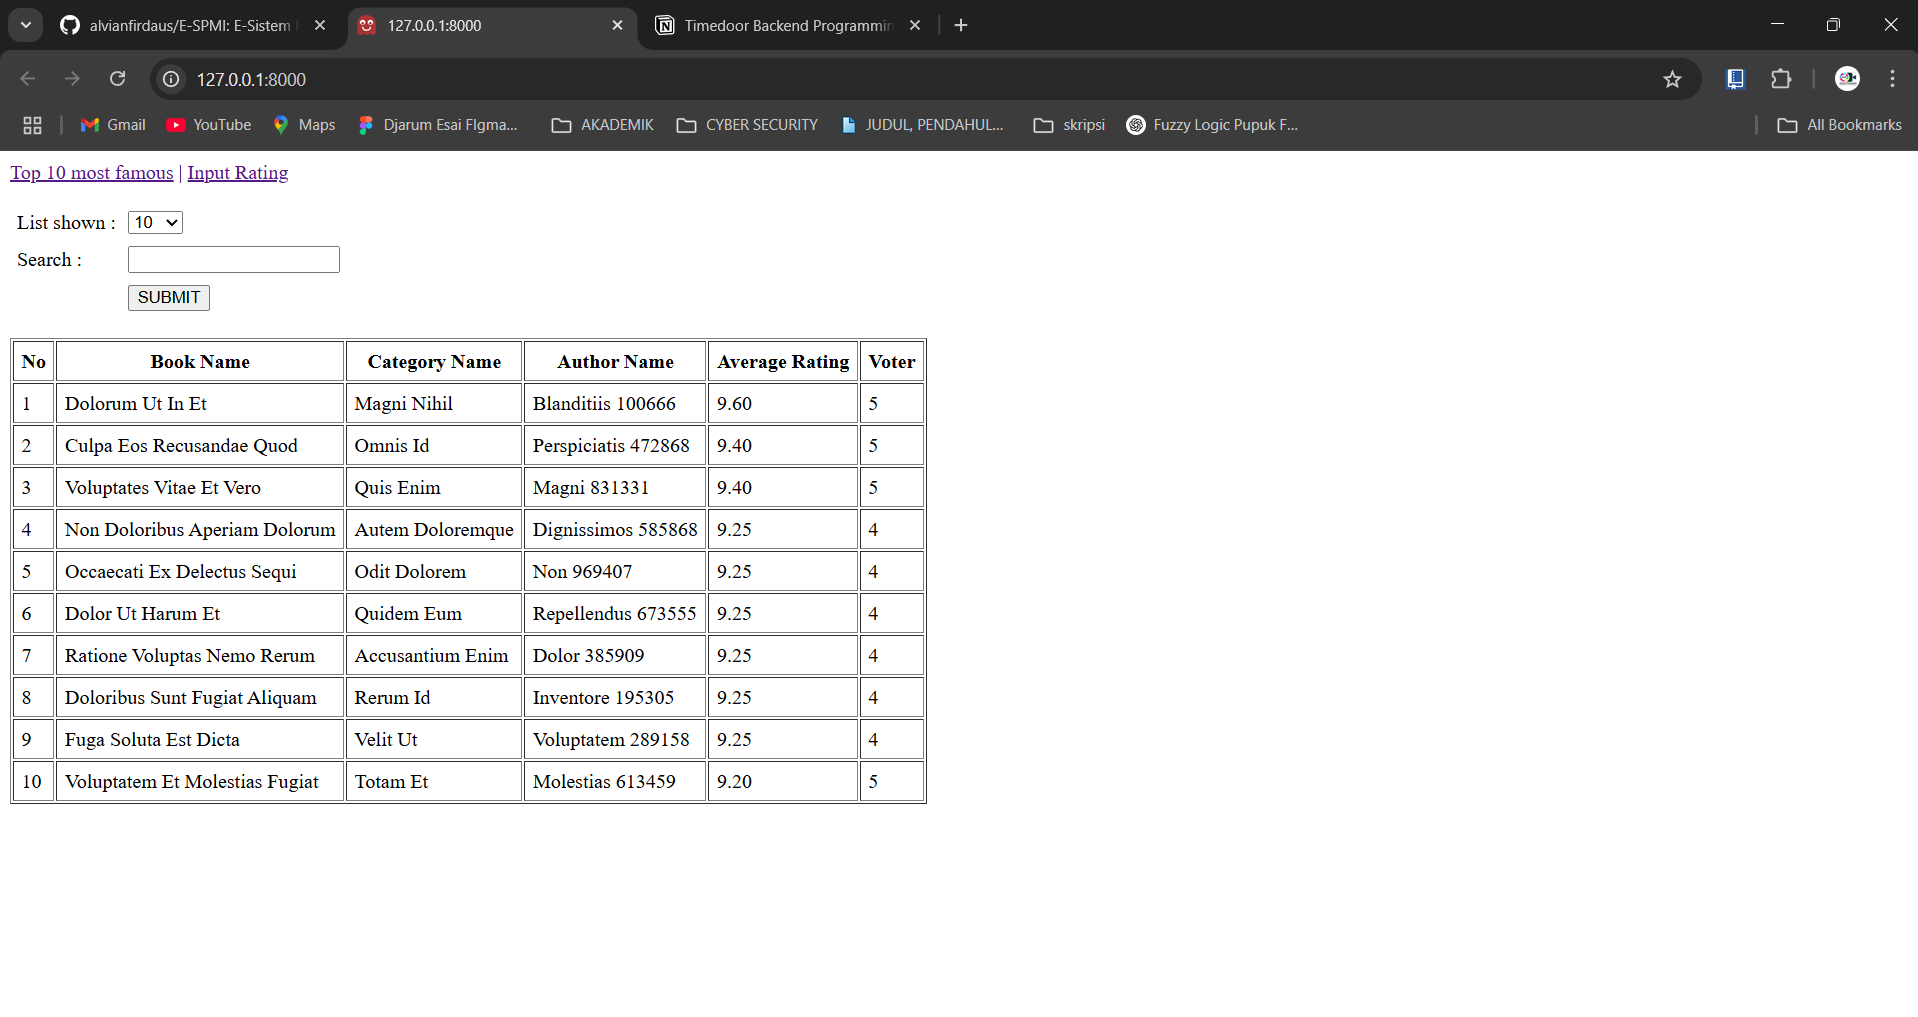 alvianfirdaus/E-SPMI: E-Sistem
127.0.0.1:8000
Timedoor Backend Programmin
127.0.0.1:8000
Gmail YouTube Maps Djarum Esai FIgma... AKADEMIK CYBER SECURITY JUDUL, PENDAHUL... skripsi Fuzzy Logic Pupuk F... All Bookmarks
Top 10 most famous | Input Rating
List shown : 10
Search :
SUBMIT
No Book Name Category Name Author Name Average Rating Voter
1 Dolorum Ut In Et Magni Nihil Blanditiis 100666 9.60 5
2 Culpa Eos Recusandae Quod Omnis Id Perspiciatis 472868 9.40 5
3 Voluptates Vitae Et Vero Quis Enim Magni 831331 9.40 5
4 Non Doloribus Aperiam Dolorum Autem Doloremque Dignissimos 585868 9.25 4
5 Occaecati Ex Delectus Sequi Odit Dolorem Non 969407 9.25 4
6 Dolor Ut Harum Et Quidem Eum Repellendus 673555 9.25 4
7 Ratione Voluptas Nemo Rerum Accusantium Enim Dolor 385909 9.25 4
8 Doloribus Sunt Fugiat Aliquam Rerum Id Inventore 195305 9.25 4
9 Fuga Soluta Est Dicta Velit Ut Voluptatem 289158 9.25 4
10 Voluptatem Et Molestias Fugiat Totam Et Molestias 613459 9.20 5